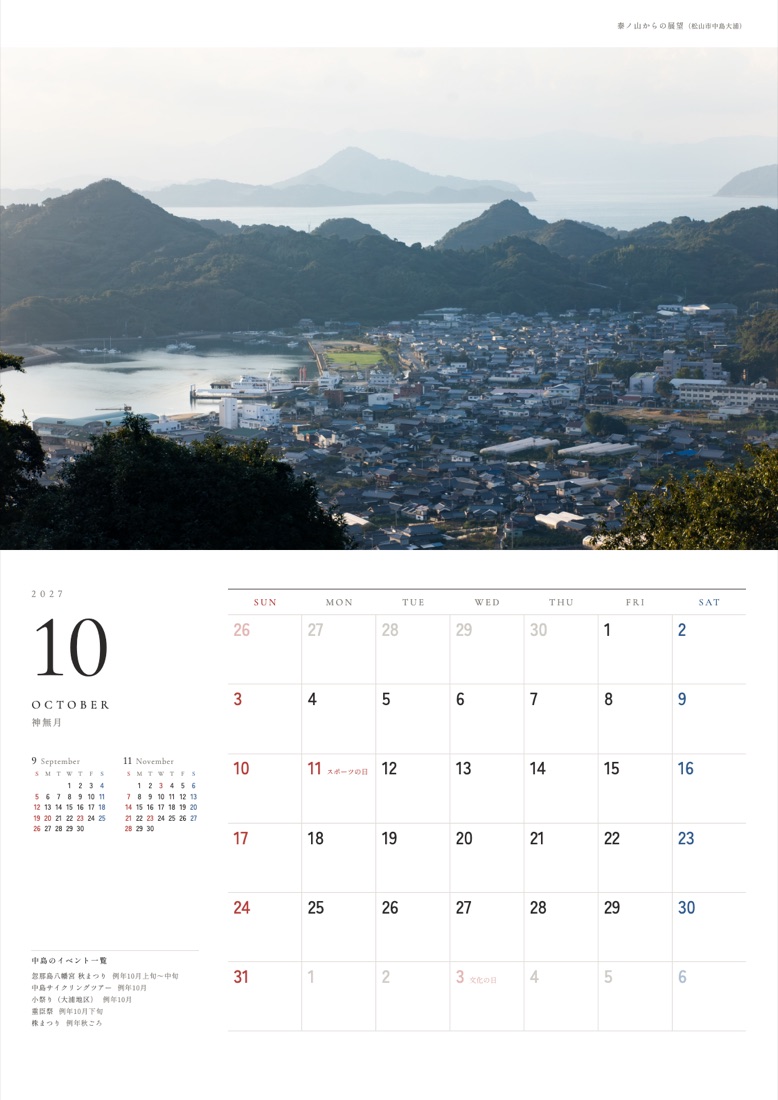 泰ノ山からの展望（松山市中島大浦）
2027
10
OCTOBER
神無月
9 September
S M T W T F S
1 2 3 4
5 6 7 8 9 10 11
12 13 14 15 16 17 18
19 20 21 22 23 24 25
26 27 28 29 30
11 November
S M T W T F S
1 2 3 4 5 6
7 8 9 10 11 12 13
14 15 16 17 18 19 20
21 22 23 24 25 26 27
28 29 30
中島のイベント一覧
忽那島八幡宮 秋まつり 例年10月上旬〜中旬
中島サイクリングツアー 例年10月
小祭り（大浦地区） 例年10月
重臣祭 例年10月下旬
株まつり 例年秋ごろ
SUN MON TUE WED THU FRI SAT
26 27 28 29 30 1 2
3 4 5 6 7 8 9
10 11 スポーツの日 12 13 14 15 16
17 18 19 20 21 22 23
24 25 26 27 28 29 30
31 1 2 3 文化の日 4 5 6